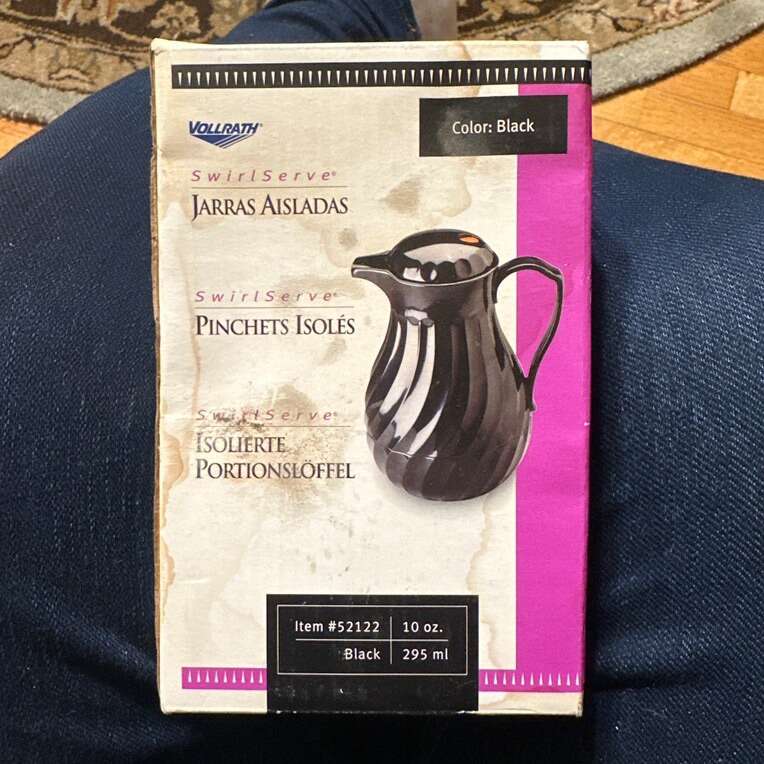 VOLLRATH®
Color: Black
SwirlServe®
JARRAS AISLADAS
SwirlServe®
PINCHETS ISOLÉS
SwirlServe®
ISOLIERTE
PORTIONSLÖFFEL
Item #52122 10 oz.
Black 295 ml